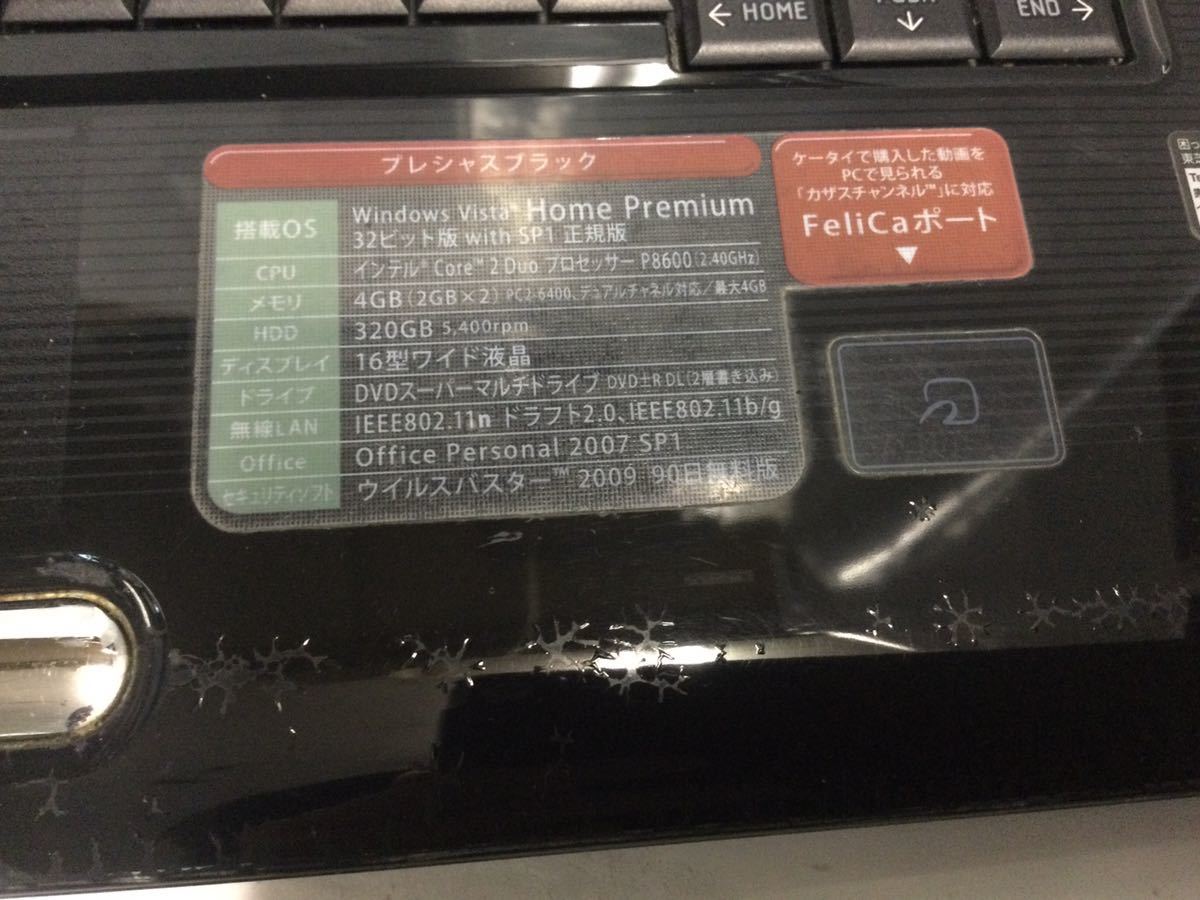 ← HOME
↓
END →
プレシャスブラック
搭載OS Windows Vista® Home Premium
32ビット版 with SP1 正規版
CPU インテル® Core™ 2 Duo プロセッサー P8600 (2.40GHz)
メモリ 4GB (2GB×2) PC2-6400、デュアルチャネル対応／最大4GB
HDD 320GB 5,400rpm
ディスプレイ 16型ワイド液晶
ドライブ DVDスーパーマルチドライブ DVD±R DL(2層書き込み)
無線LAN IEEE802.11n ドラフト2.0、IEEE802.11b/g
Office Office Personal 2007 SP1
セキュリティソフト ウイルスバスター™ 2009 90日無料版
ケータイで購入した動画を
PCで見られる
「カザスチャンネル™」に対応
FeliCaポート
▼
困っ
東芝